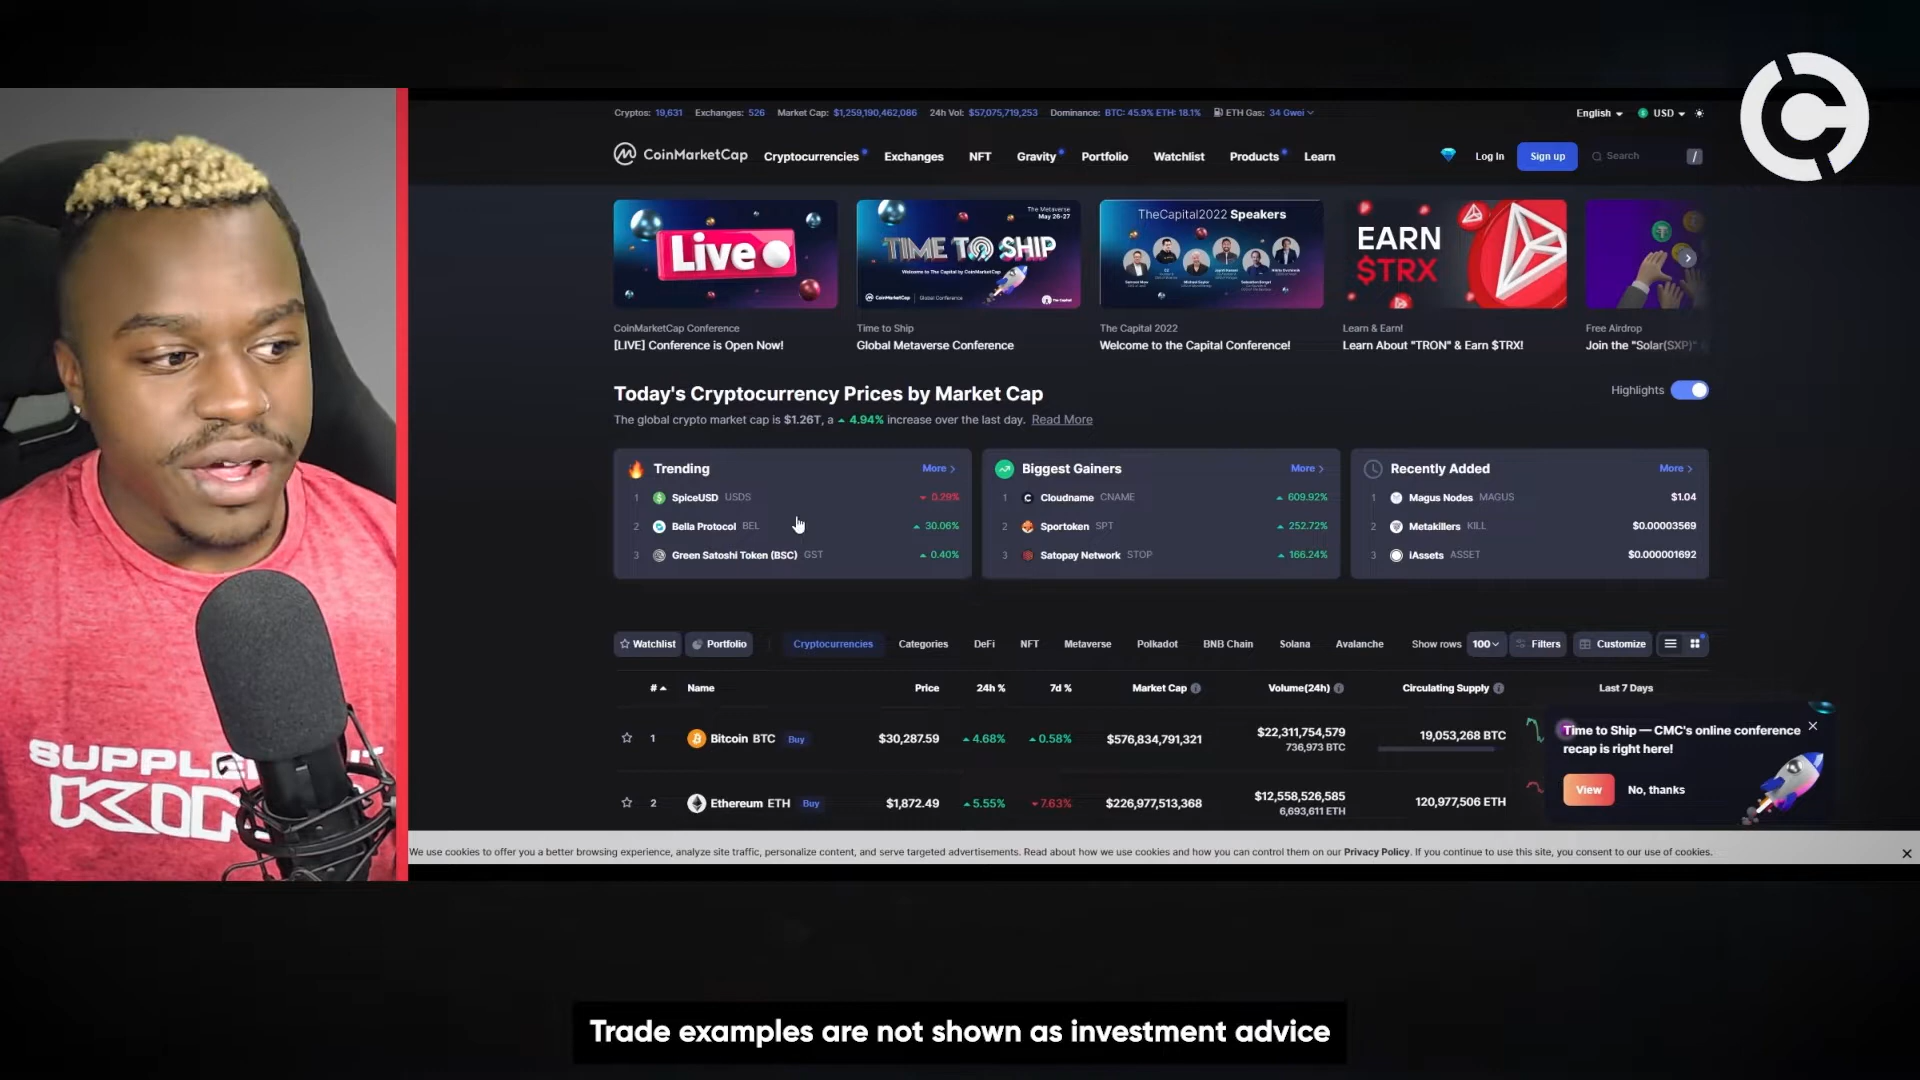 Cryptos: 19,631 Exchanges: 526 Market Cap: $1,259,190,462,086 24h Vol: $57,075,719,253 Dominance: BTC: 45.9% ETH: 18.1% ETH Gas: 34 Gwei
English USD
CoinMarketCap Cryptocurrencies Exchanges NFT Gravity Portfolio Watchlist Products Learn Log In Sign up Search /
Live
The Metaverse
May 26-27
TIME TO SHIP
Welcome to The Capital by CoinMarketCap
CoinMarketCap Global Conference
TheCapital2022 Speakers
EARN
$TRX
CoinMarketCap Conference
[LIVE] Conference is Open Now!
Time to Ship
Global Metaverse Conference
The Capital 2022
Welcome to the Capital Conference!
Learn & Earn!
Learn About "TRON" & Earn $TRX!
Free Airdrop
Join the "Solar(SXP)"
Today's Cryptocurrency Prices by Market Cap
Highlights
The global crypto market cap is $1.26T, a 4.94% increase over the last day. Read More
Trending More
1 SpiceUSD USDS 0.29%
2 Bella Protocol BEL 30.06%
3 Green Satoshi Token (BSC) GST 0.40%
Biggest Gainers More
1 Cloudname CNAME 609.92%
2 Sportoken SPT 252.72%
3 Satopay Network STOP 166.24%
Recently Added More
1 Magus Nodes MAGUS $1.04
2 Metakillers KILL $0.00003569
3 iAssets ASSET $0.000001692
Watchlist Portfolio Cryptocurrencies Categories DeFi NFT Metaverse Polkadot BNB Chain Solana Avalanche Show rows 100 Filters Customize
# Name Price 24h % 7d % Market Cap Volume(24h) Circulating Supply Last 7 Days
1 Bitcoin BTC Buy $30,287.59 4.68% 0.58% $576,834,791,321 $22,311,754,579 19,053,268 BTC
736,973 BTC
2 Ethereum ETH Buy $1,872.49 5.55% 7.63% $226,977,513,368 $12,558,526,585 120,977,506 ETH
6,693,611 ETH
Time to Ship — CMC's online conference
recap is right here!
View No, thanks
We use cookies to offer you a better browsing experience, analyze site traffic, personalize content, and serve targeted advertisements. Read about how we use cookies and how you can control them on our Privacy Policy. If you continue to use this site, you consent to our use of cookies.
Trade examples are not shown as investment advice